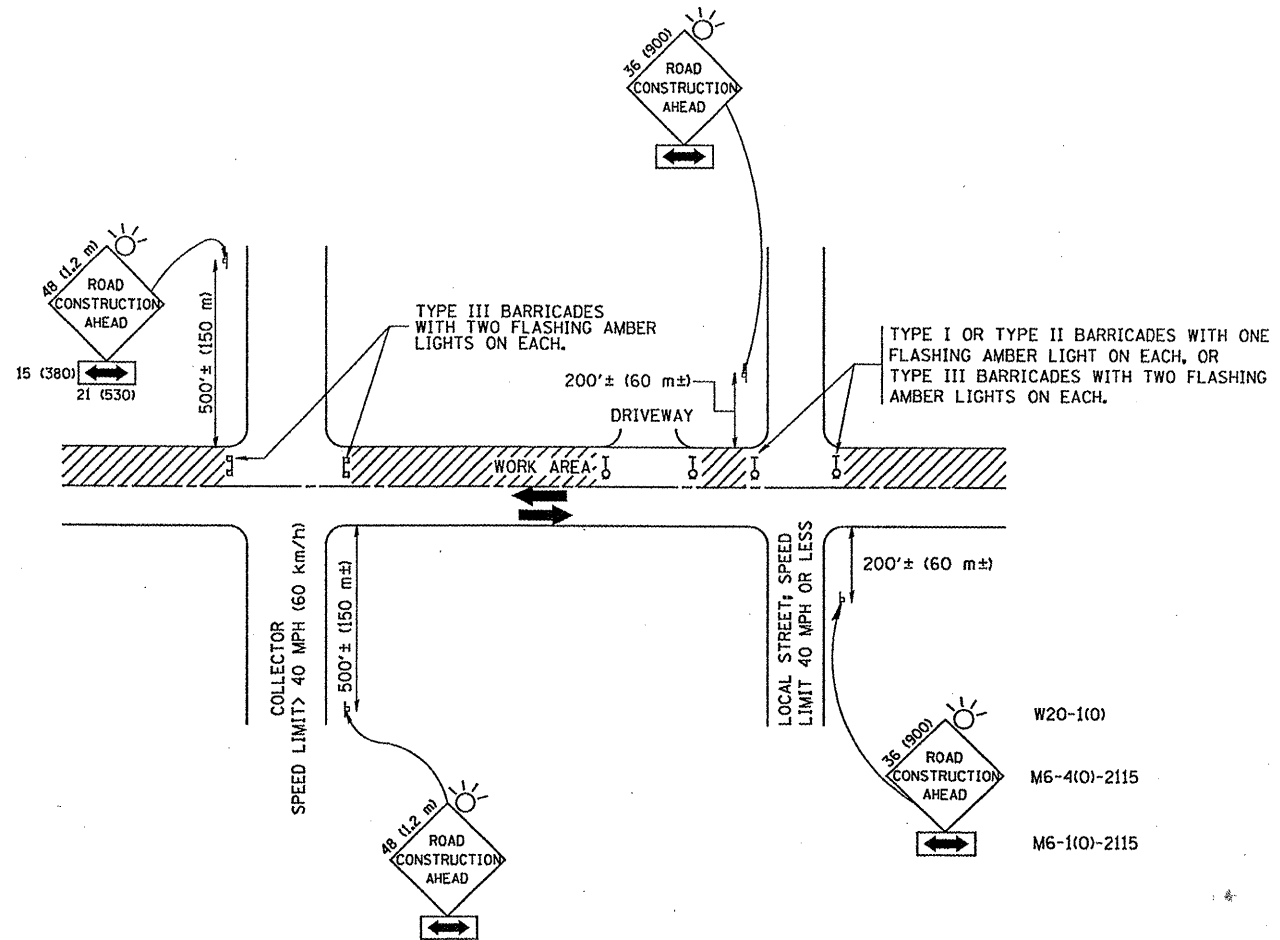 36 (900)
ROAD
CONSTRUCTION
AHEAD
48 (1.2 m)
ROAD
CONSTRUCTION
AHEAD
15 (380)
21 (530)
500'± (150 m)
TYPE III BARRICADES
WITH TWO FLASHING AMBER
LIGHTS ON EACH.
200'± (60 m±)
DRIVEWAY
TYPE I OR TYPE II BARRICADES WITH ONE
FLASHING AMBER LIGHT ON EACH, OR
TYPE III BARRICADES WITH TWO FLASHING
AMBER LIGHTS ON EACH.
WORK AREA
COLLECTOR
SPEED LIMIT> 40 MPH (60 km/h)
500'± (150 m±)
LOCAL STREET; SPEED
LIMIT 40 MPH OR LESS
200'± (60 m±)
48 (1.2 m)
ROAD
CONSTRUCTION
AHEAD
36 (900)
ROAD
CONSTRUCTION
AHEAD
W20-1(O)
M6-4(O)-2115
M6-1(O)-2115